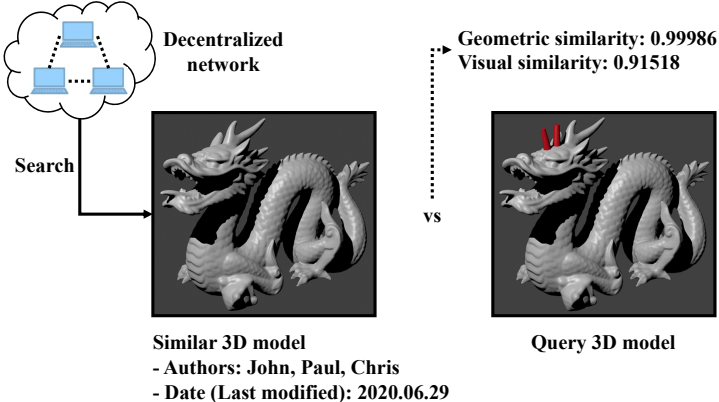 Decentralized
network
Geometric similarity: 0.99986
Visual similarity: 0.91518
Search
vs
Similar 3D model
- Authors: John, Paul, Chris
- Date (Last modified): 2020.06.29
Query 3D model